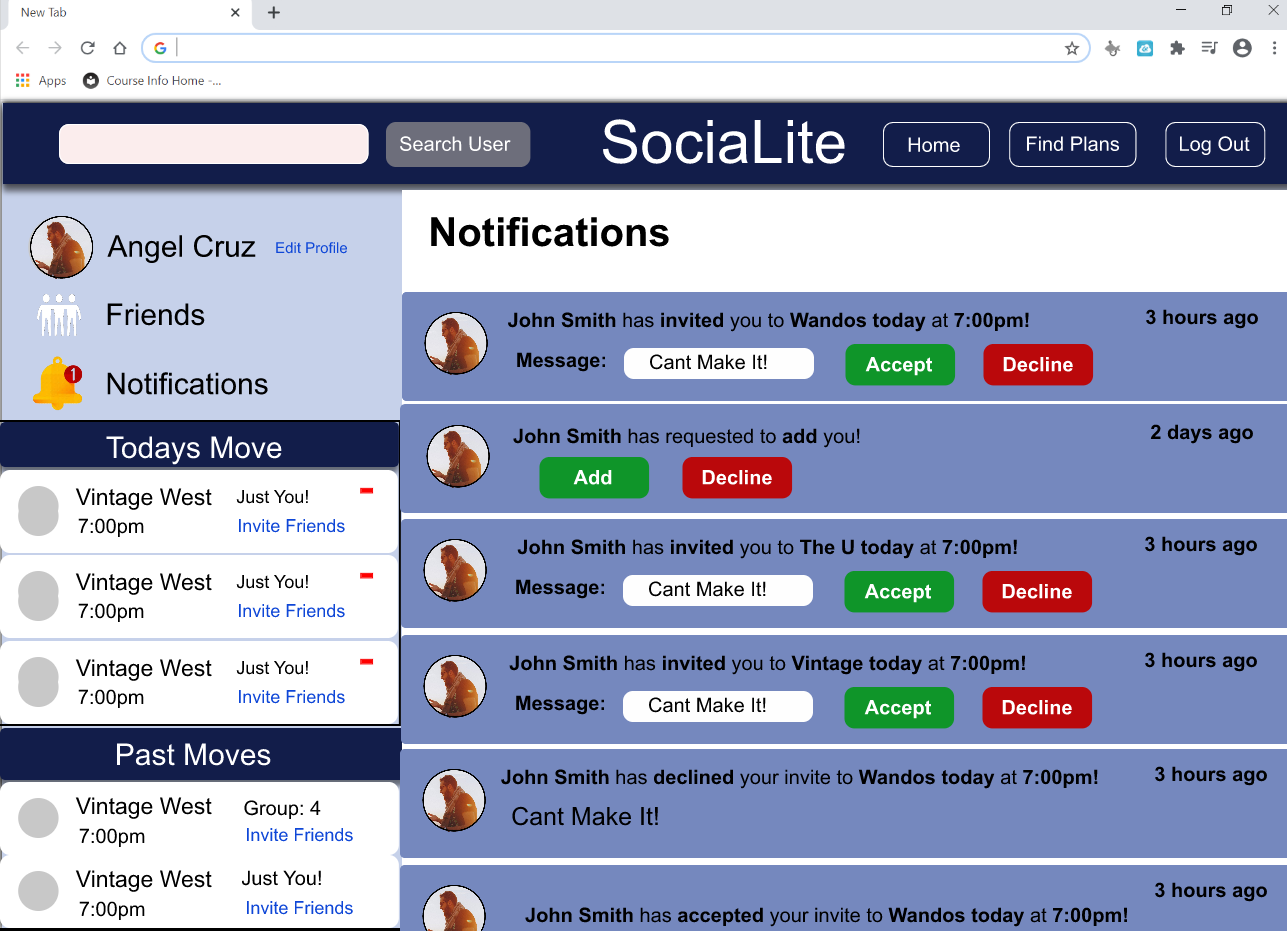 New Tab
Apps Course Info Home -...
Search User SociaLite Home Find Plans Log Out
Angel Cruz Edit Profile
Friends
1
Notifications
Todays Move
Vintage West Just You!
7:00pm Invite Friends
Vintage West Just You!
7:00pm Invite Friends
Vintage West Just You!
7:00pm Invite Friends
Past Moves
Vintage West Group: 4
7:00pm Invite Friends
Vintage West Just You!
7:00pm Invite Friends
Notifications
John Smith has invited you to Wandos today at 7:00pm! 3 hours ago
Message: Cant Make It! Accept Decline
John Smith has requested to add you! 2 days ago
Add Decline
John Smith has invited you to The U today at 7:00pm! 3 hours ago
Message: Cant Make It! Accept Decline
John Smith has invited you to Vintage today at 7:00pm! 3 hours ago
Message: Cant Make It! Accept Decline
John Smith has declined your invite to Wandos today at 7:00pm! 3 hours ago
Cant Make It!
3 hours ago
John Smith has accepted your invite to Wandos today at 7:00pm!